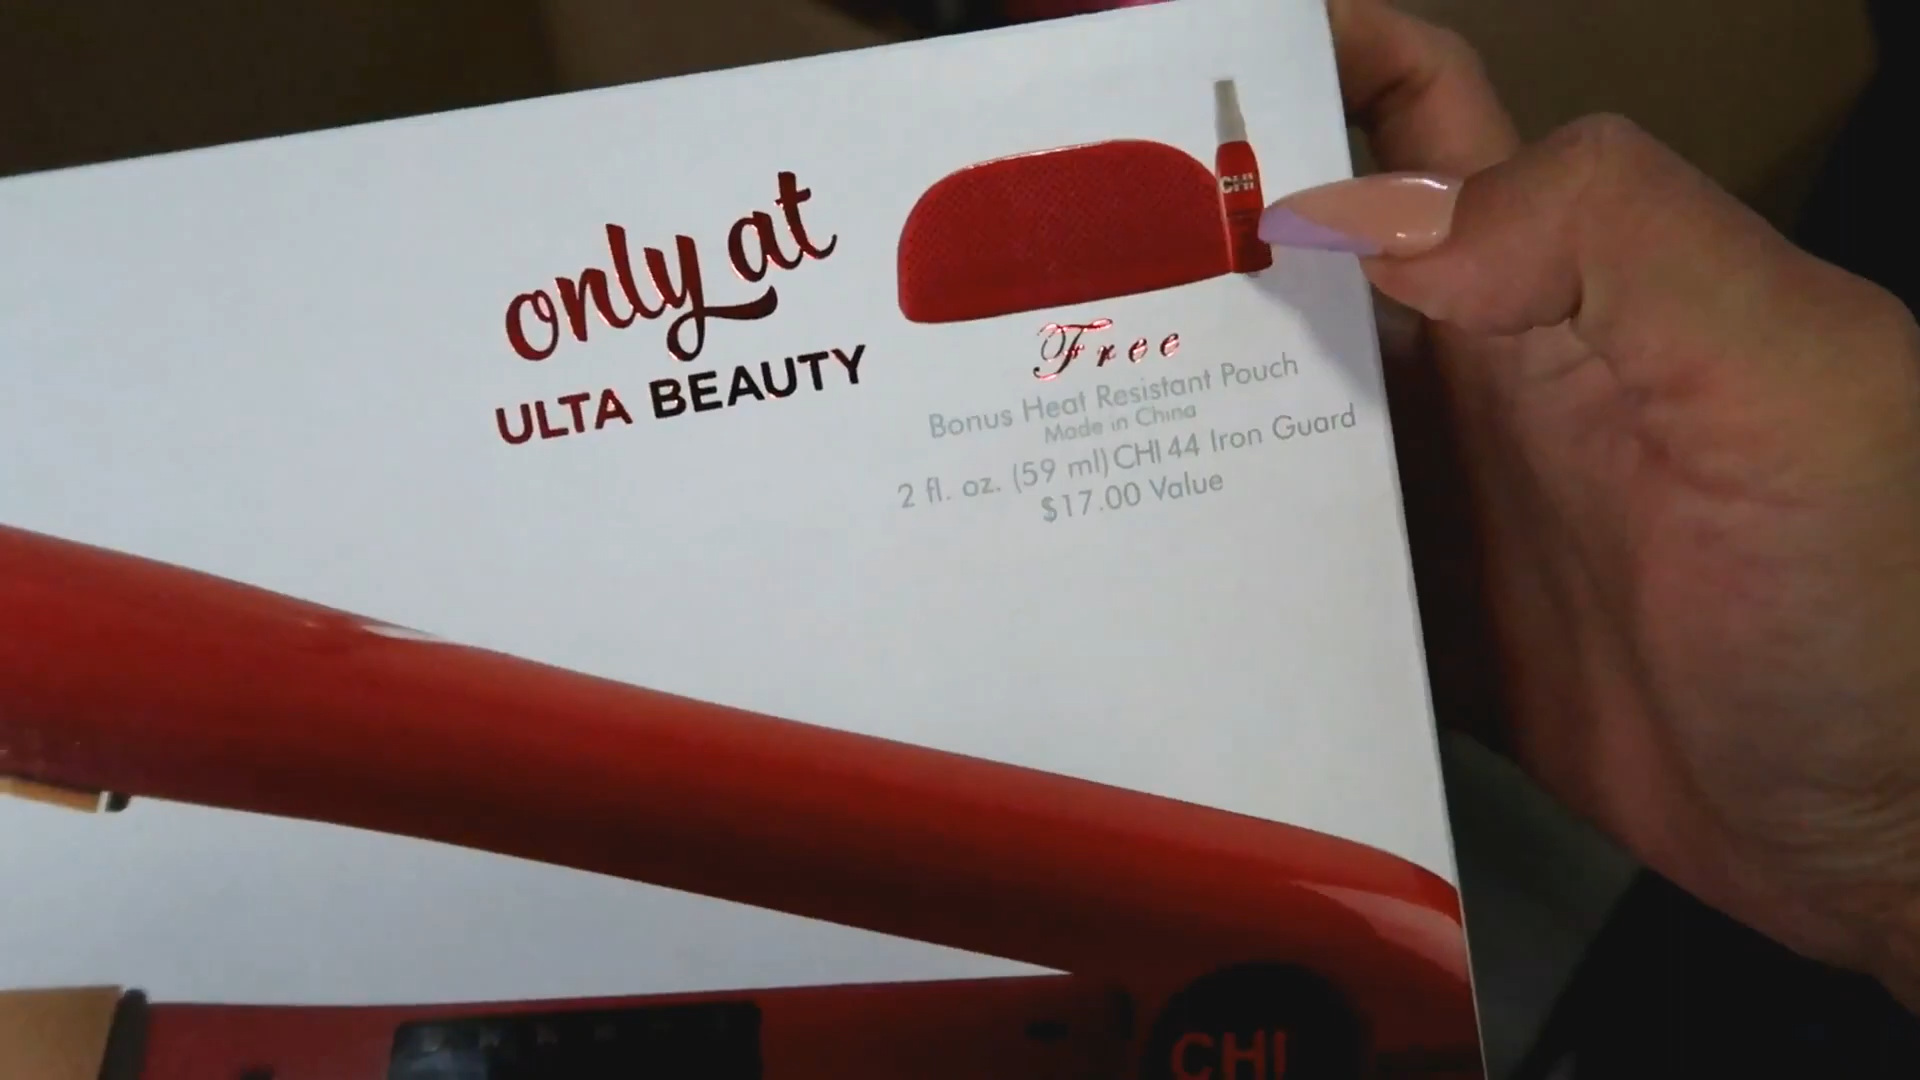 only at
ULTA BEAUTY
CHI
Free
Bonus Heat Resistant Pouch
Made in China
2 fl. oz. (59 ml) CHI 44 Iron Guard
$17.00 Value
CHI